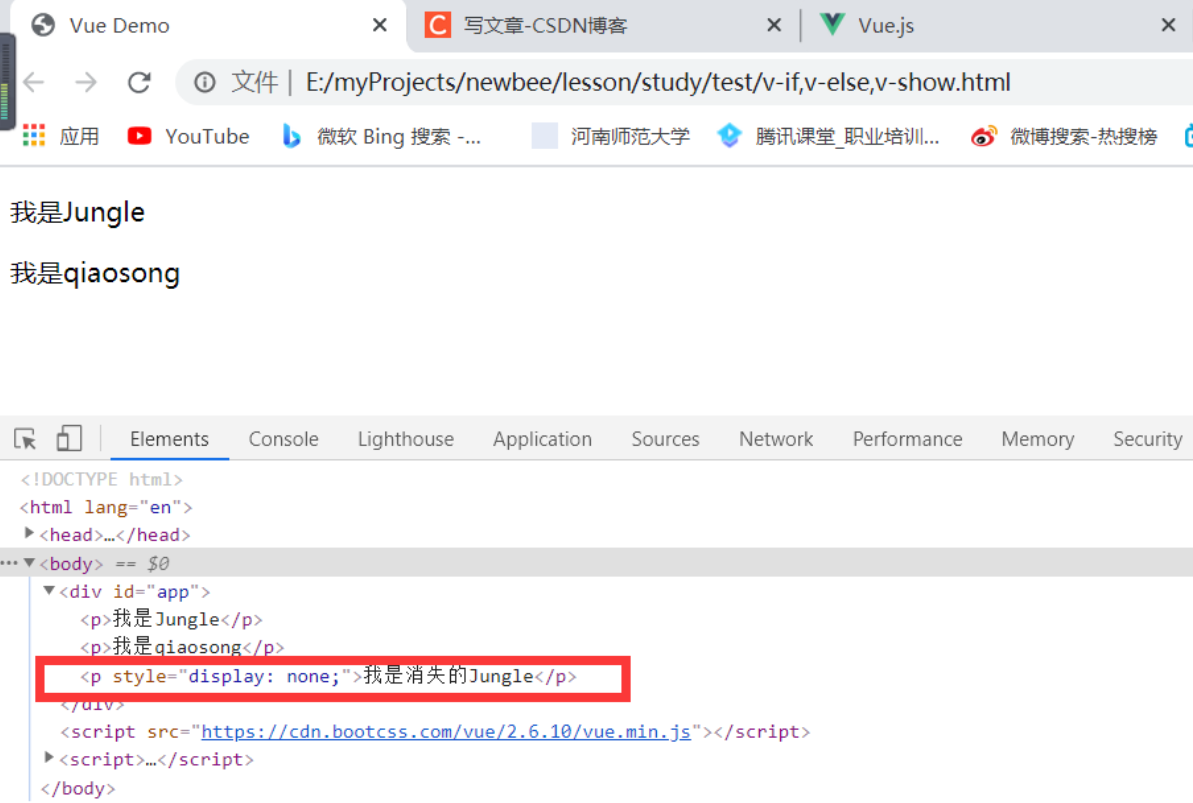 Vue Demo × 写文章-CSDN博客 × Vue.js ×
文件 | E:/myProjects/newbee/lesson/study/test/v-if,v-else,v-show.html
应用 YouTube 微软 Bing 搜索 -... 河南师范大学 腾讯课堂_职业培训... 微博搜索-热搜榜
我是Jungle
我是qiaosong
Elements Console Lighthouse Application Sources Network Performance Memory Security
<!DOCTYPE html>
<html lang="en">
<head>…</head>
<body> == $0
<div id="app">
<p>我是Jungle</p>
<p>我是qiaosong</p>
<p style="display: none;">我是消失的Jungle</p>
</div>
<script src="https://cdn.bootcss.com/vue/2.6.10/vue.min.js"></script>
<script>…</script>
</body>